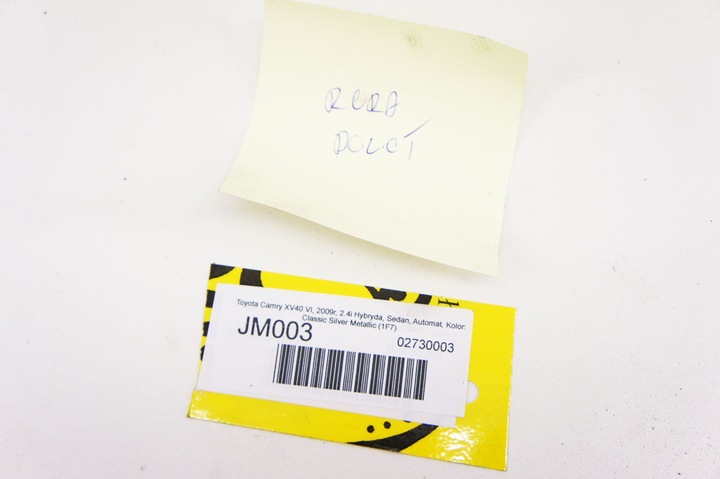 RURA
DOLOT
Toyota Camry XV40 VI, 2009r, 2.4i Hybryda, Sedan, Automat, Kolor:
Classic Silver Metallic (1F7)
JM003
02730003